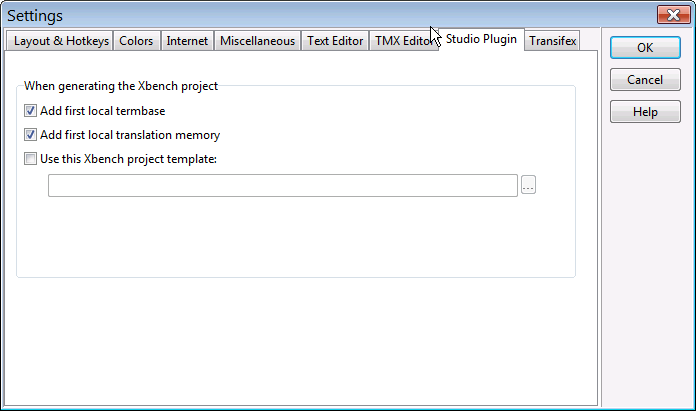 Settings
Layout & Hotkeys Colors Internet Miscellaneous Text Editor TMX Editor Studio Plugin Transifex
OK
Cancel
Help
When generating the Xbench project
Add first local termbase
Add first local translation memory
Use this Xbench project template:
...